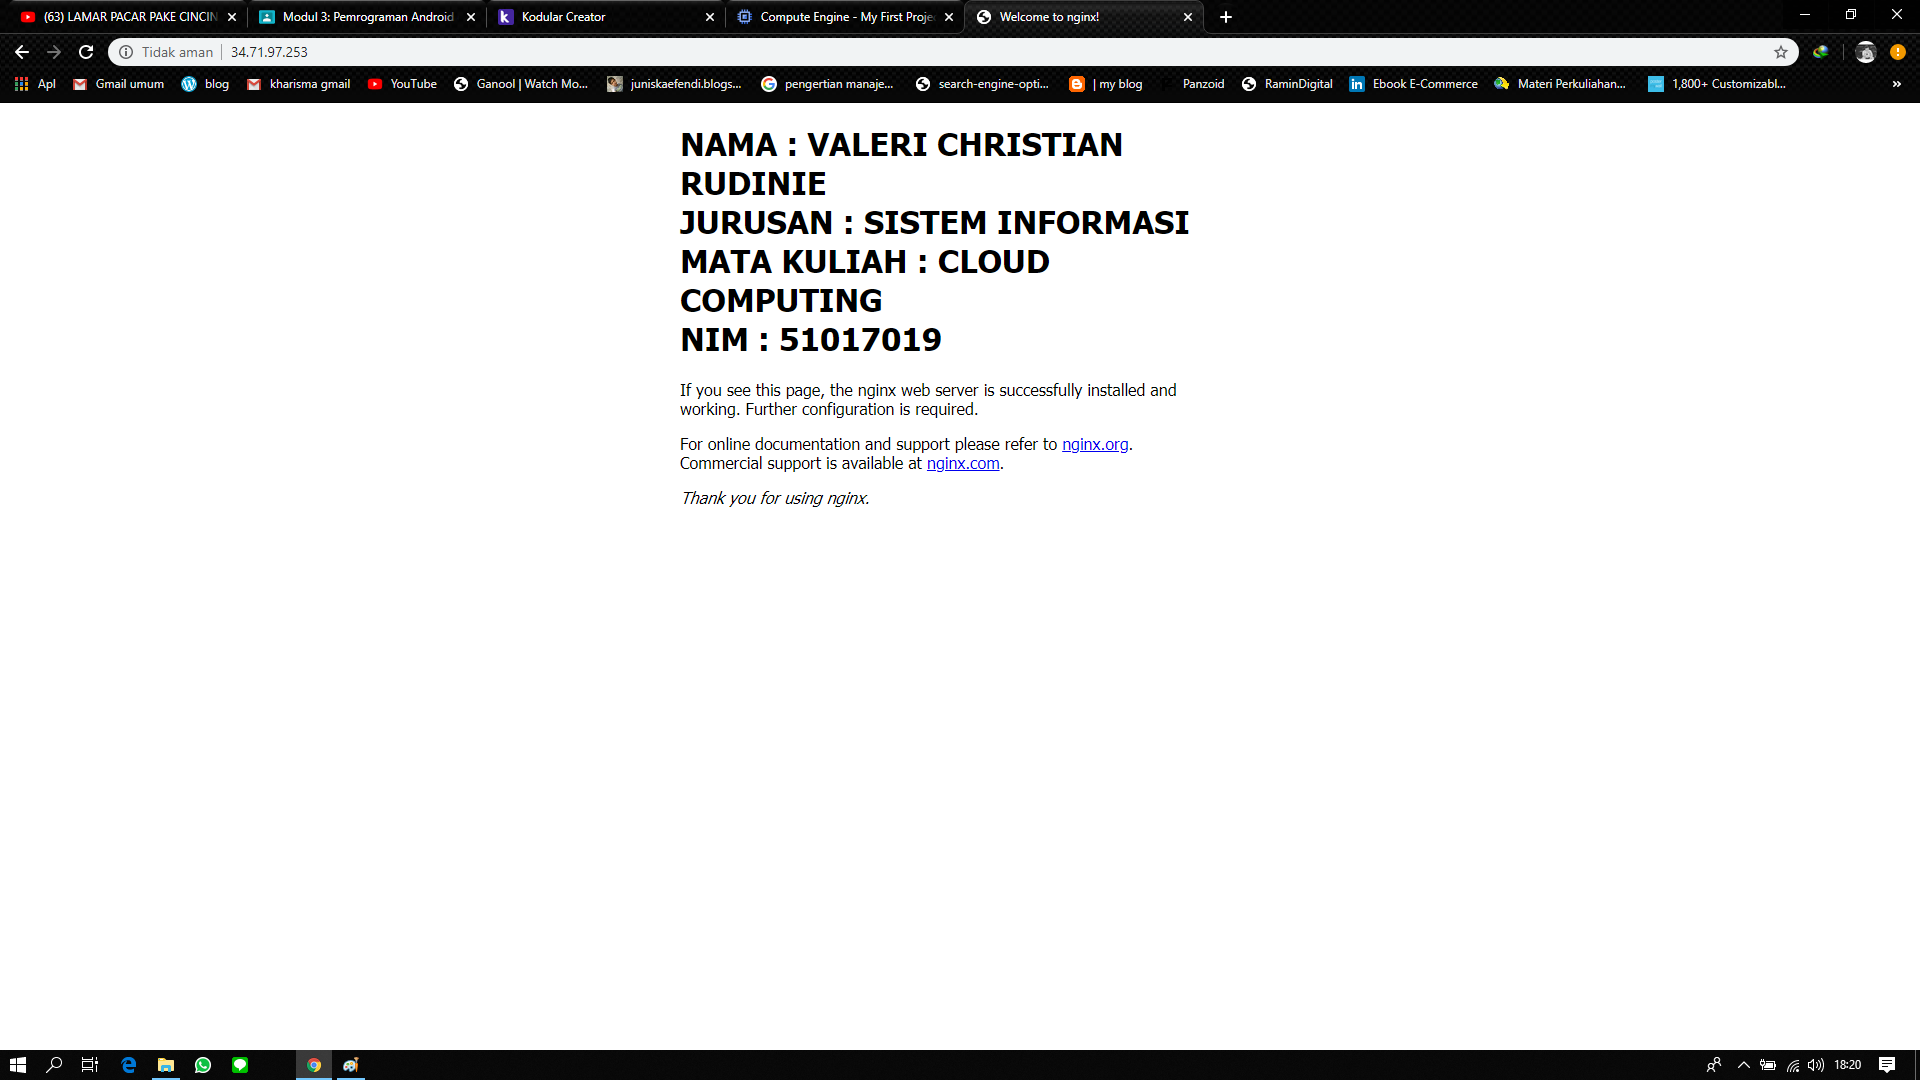 (63) LAMAR PACAR PAKE CINCIN
Modul 3: Pemrograman Android
Kodular Creator
Compute Engine - My First Proje
Welcome to nginx!
Tidak aman
34.71.97.253
Apl
Gmail umum
blog
kharisma gmail
YouTube
Ganool | Watch Mo...
juniskaefendi.blogs...
pengertian manaje...
search-engine-opti...
| my blog
Panzoid
RaminDigital
Ebook E-Commerce
Materi Perkuliahan...
1,800+ Customizabl...
NAMA : VALERI CHRISTIAN
RUDINIE
JURUSAN : SISTEM INFORMASI
MATA KULIAH : CLOUD
COMPUTING
NIM : 51017019
If you see this page, the nginx web server is successfully installed and
working. Further configuration is required.
For online documentation and support please refer to nginx.org.
Commercial support is available at nginx.com.
Thank you for using nginx.
18:20